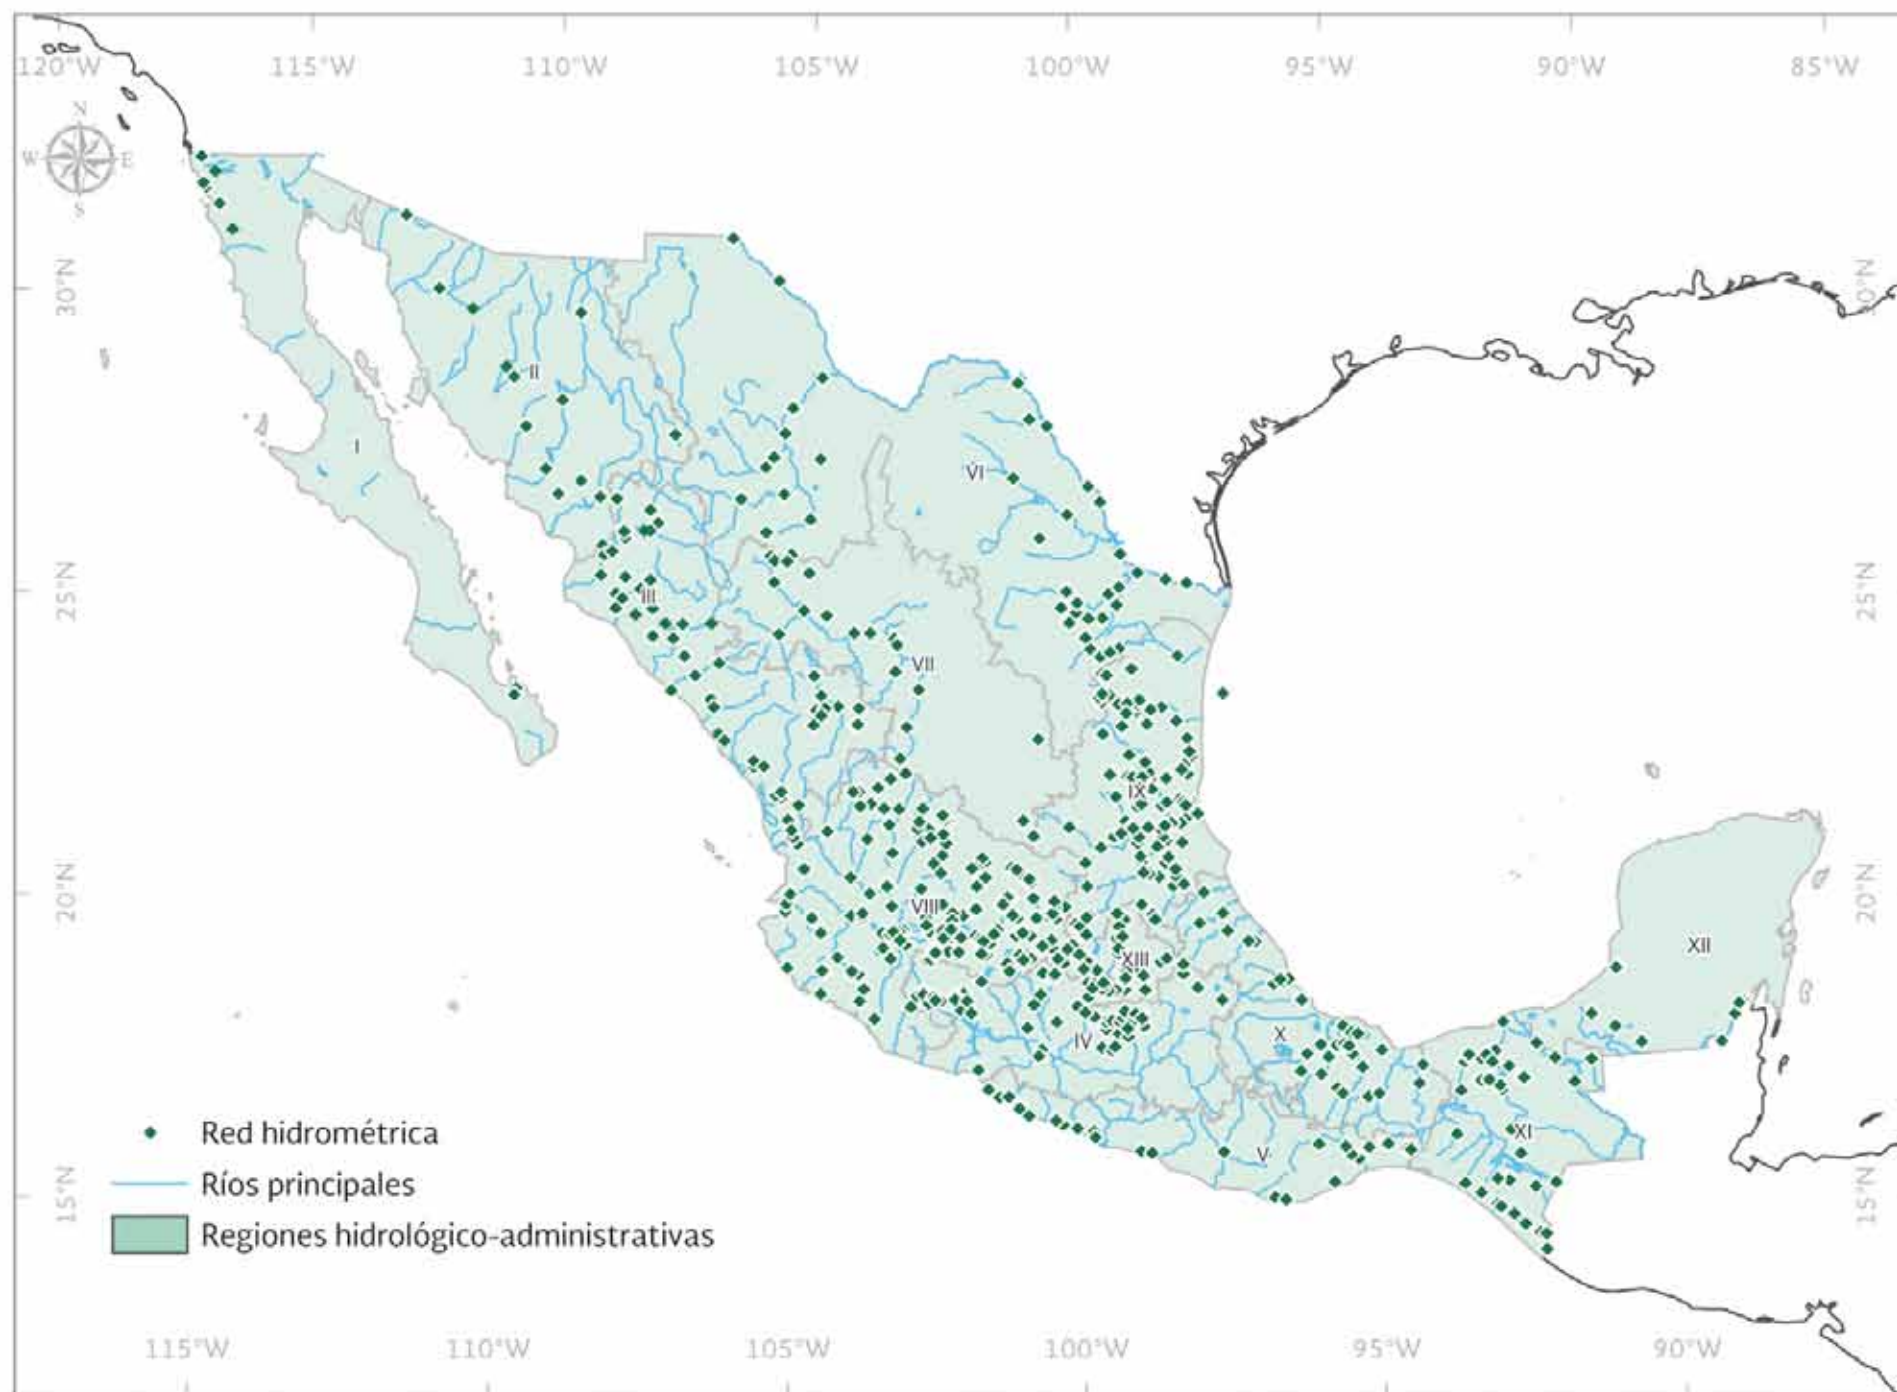 120°W 115°W 110°W 105°W 100°W 95°W 90°W 85°W
N
W E
S
30°N 30°N
II
I
VI
25°N 25°N
III
VII
IX
20°N 20°N
VIII
XII
XIII
X
IV
Red hidrométrica
XI
V
Ríos principales
15°N 15°N
Regiones hidrológico-administrativas
115°W 110°W 105°W 100°W 95°W 90°W